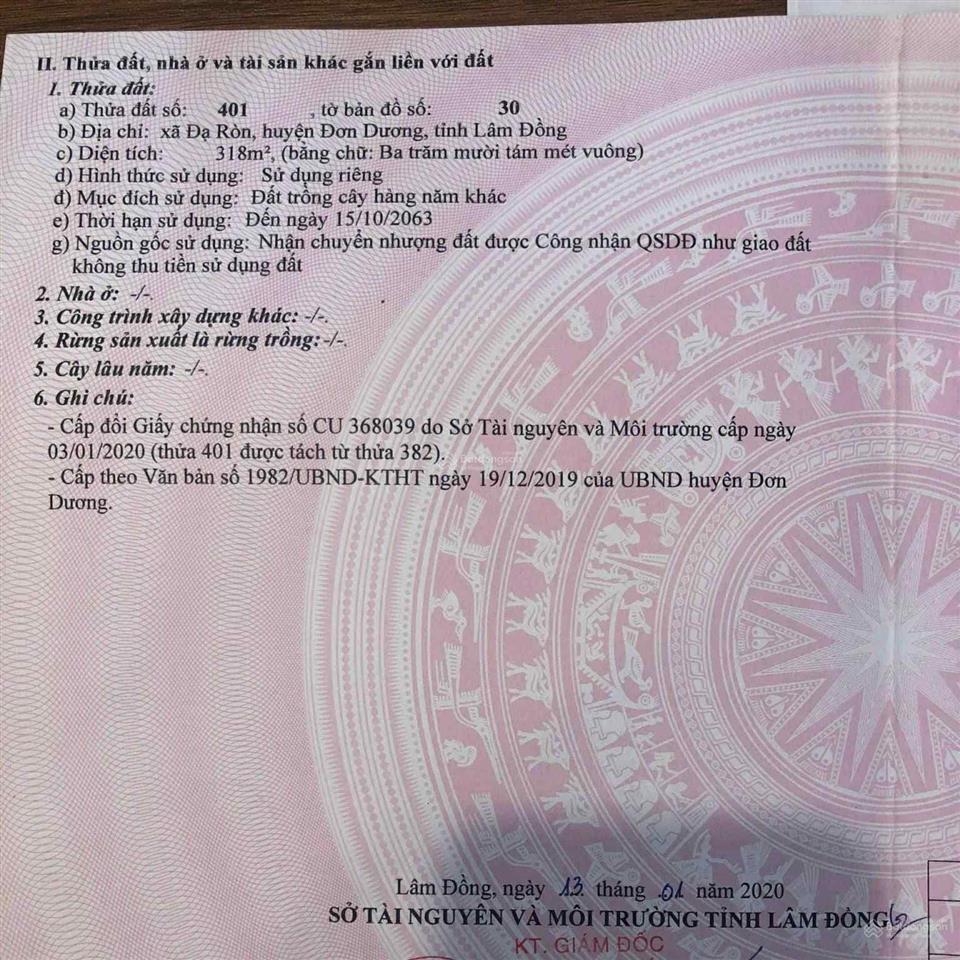 II. Thửa đất, nhà ở và tài sản khác gắn liền với đất
1. Thửa đất:
a) Thửa đất số: 401 , tờ bản đồ số: 30
b) Địa chỉ: xã Đạ Ròn, huyện Đơn Dương, tỉnh Lâm Đồng
c) Diện tích: 318m², (bằng chữ: Ba trăm mười tám mét vuông)
d) Hình thức sử dụng: Sử dụng riêng
đ) Mục đích sử dụng: Đất trồng cây hàng năm khác
e) Thời hạn sử dụng: Đến ngày 15/10/2063
g) Nguồn gốc sử dụng: Nhận chuyển nhượng đất được Công nhận QSDĐ như giao đất
không thu tiền sử dụng đất
2. Nhà ở: -/-.
3. Công trình xây dựng khác: -/-.
4. Rừng sản xuất là rừng trồng: -/-.
5. Cây lâu năm: -/-.
6. Ghi chú:
- Cấp đổi Giấy chứng nhận số CU 368039 do Sở Tài nguyên và Môi trường cấp ngày
03/01/2020 (thửa 401 được tách từ thửa 382).
- Cấp theo Văn bản số 1982/UBND-KTHT ngày 19/12/2019 của UBND huyện Đơn
Dương.
Lâm Đồng, ngày 13 tháng 01 năm 2020
SỞ TÀI NGUYÊN VÀ MÔI TRƯỜNG TỈNH LÂM ĐỒNG
KT. GIÁM ĐỐC